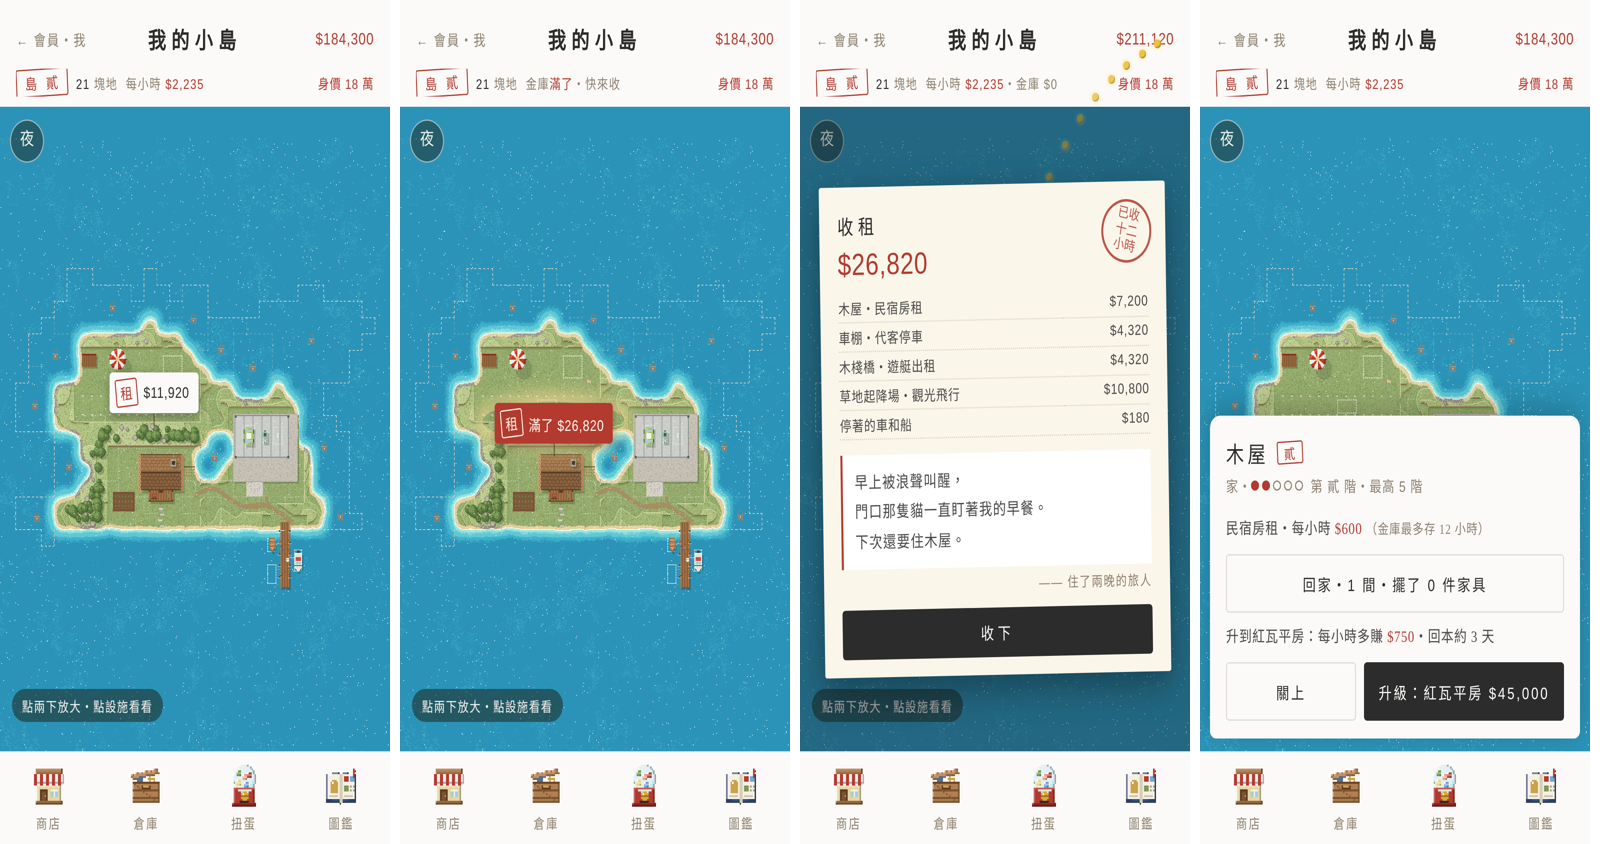 ← 會員・我
我的小島
$184,300
島 貳
21 塊地 每小時 $2,235
身價 18 萬
夜
租 $11,920
點兩下放大・點設施看看
商店
倉庫
扭蛋
圖鑑
← 會員・我
我的小島
$184,300
島 貳
21 塊地 金庫滿了・快來收
身價 18 萬
夜
租 滿了 $26,820
點兩下放大・點設施看看
商店
倉庫
扭蛋
圖鑑
← 會員・我
我的小島
$211,120
島 貳
21 塊地 每小時 $2,235・金庫 $0
身價 18 萬
夜
收租
已收
十二
小時
$26,820
木屋・民宿房租 $7,200
車棚・代客停車 $4,320
木棧橋・遊艇出租 $4,320
草地起降場・觀光飛行 $10,800
停著的車和船 $180
早上被浪聲叫醒，
門口那隻貓一直盯著我的早餐。
下次還要住木屋。
—— 住了兩晚的旅人
收下
點兩下放大・點設施看看
商店
倉庫
扭蛋
圖鑑
← 會員・我
我的小島
$184,300
島 貳
21 塊地 每小時 $2,235
身價 18 萬
夜
木屋 貳
家・●●○○○ 第 貳 階・最高 5 階
民宿房租・每小時 $600 （金庫最多存 12 小時）
回家・1 間・擺了 0 件家具
升到紅瓦平房：每小時多賺 $750・回本約 3 天
關上
升級：紅瓦平房 $45,000
商店
倉庫
扭蛋
圖鑑